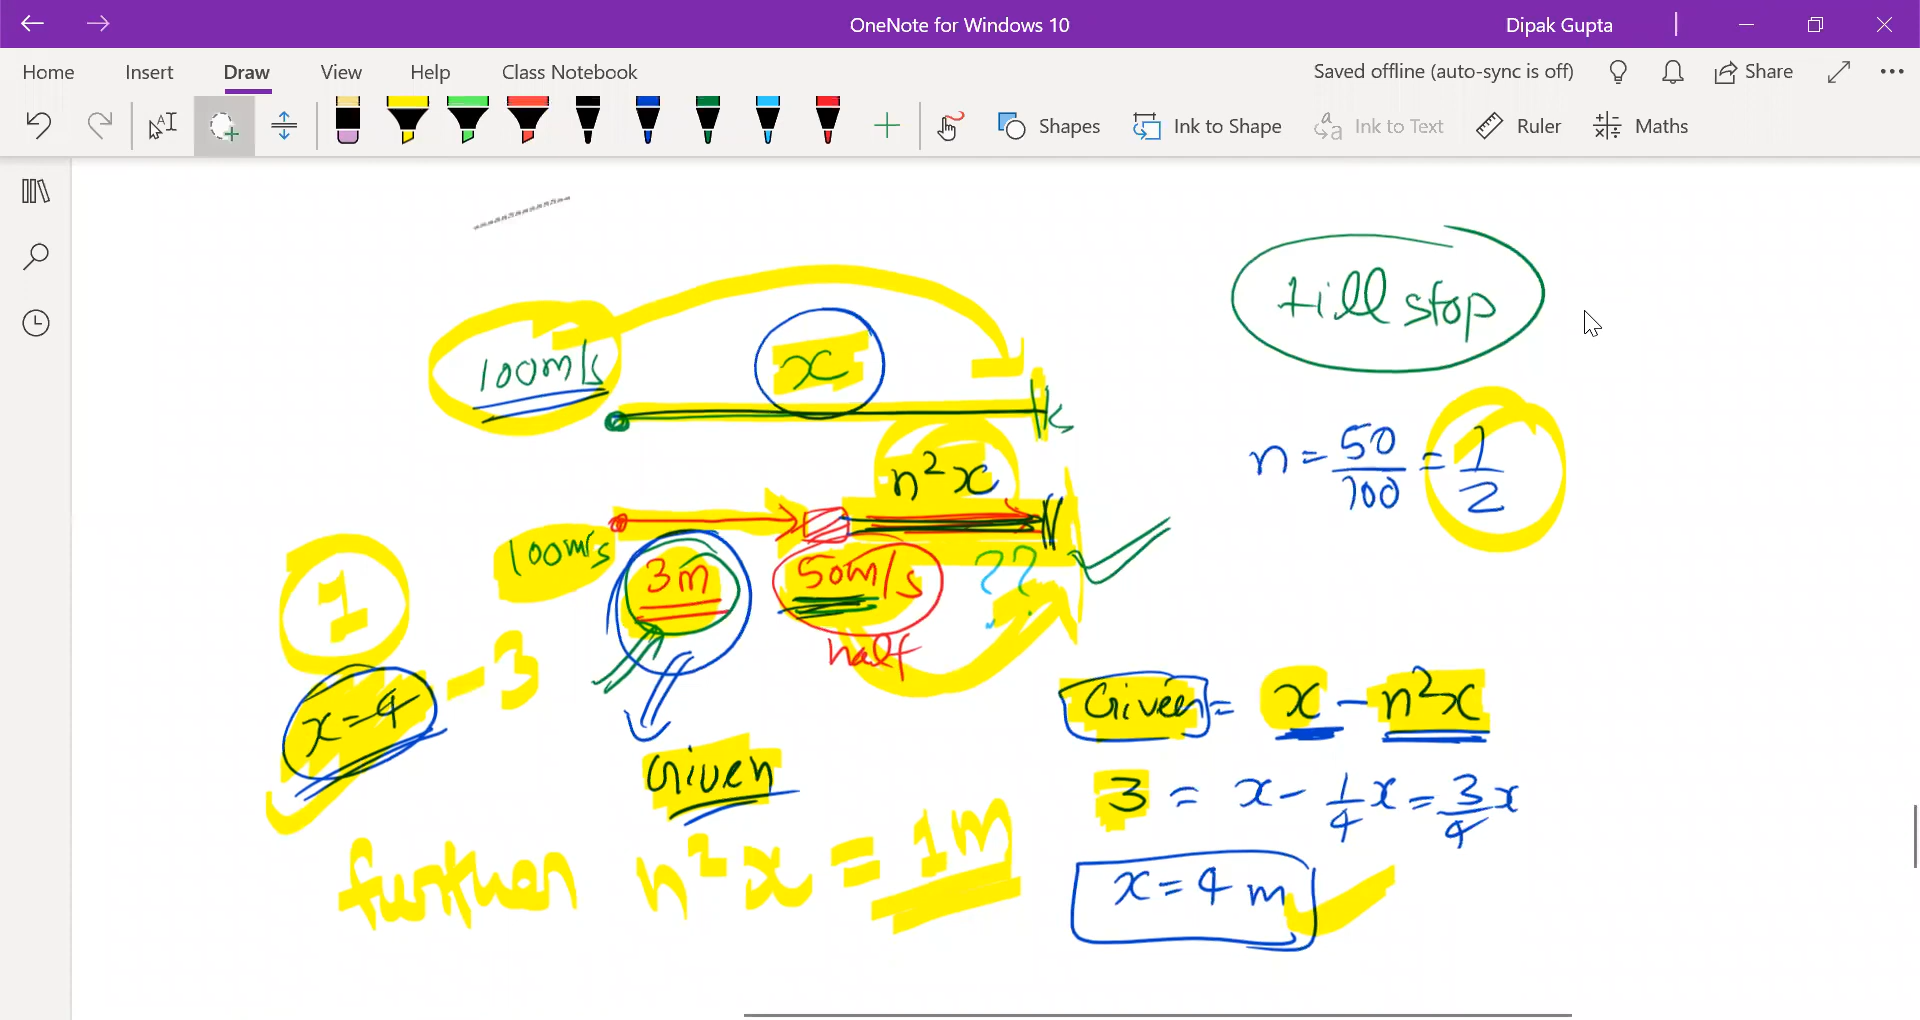 OneNote for Windows 10
Dipak Gupta
Home Insert Draw View Help Class Notebook
Saved offline (auto-sync is off) Share
Shapes Ink to Shape Ink to Text Ruler Maths
till stop
100m/s x
n = 50/100 = 1/2
n²x
100m/s 3m 50m/s ??
half
1
x=4 - 3
Given
Given = x - n²x
3 = x - 1/4 x = 3/4 x
further n²x = 1m
x = 4 m